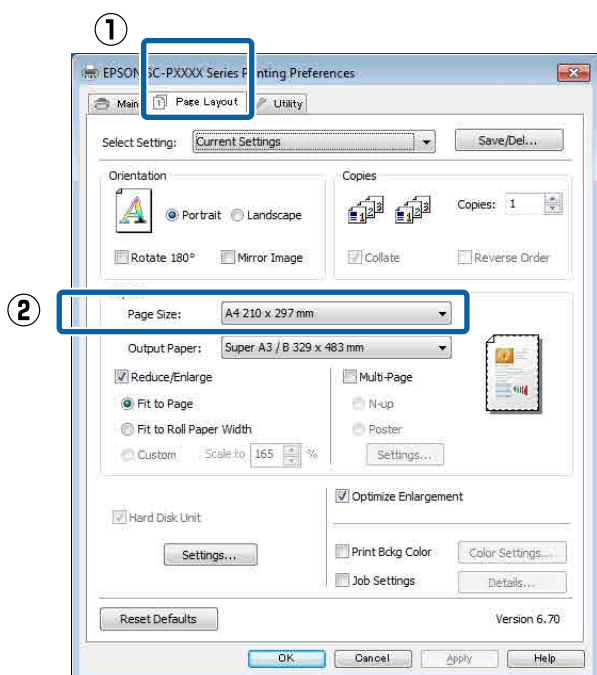 ①
EPSON SC-PXXXX Series Printing Preferences
Main Page Layout Utility
Select Setting: Current Settings Save/Del...
Orientation Copies
Portrait Landscape Copies: 1
Rotate 180° Mirror Image Collate Reverse Order
②
Page Size: A4 210 x 297 mm
Output Paper: Super A3 / B 329 x 483 mm
Reduce/Enlarge Multi-Page
Fit to Page N-up
Fit to Roll Paper Width Poster
Custom Scale to 165 % Settings...
Optimize Enlargement
Hard Disk Unit
Settings... Print Bckg Color Color Settings...
Job Settings Details...
Reset Defaults Version 6.70
OK Cancel Apply Help